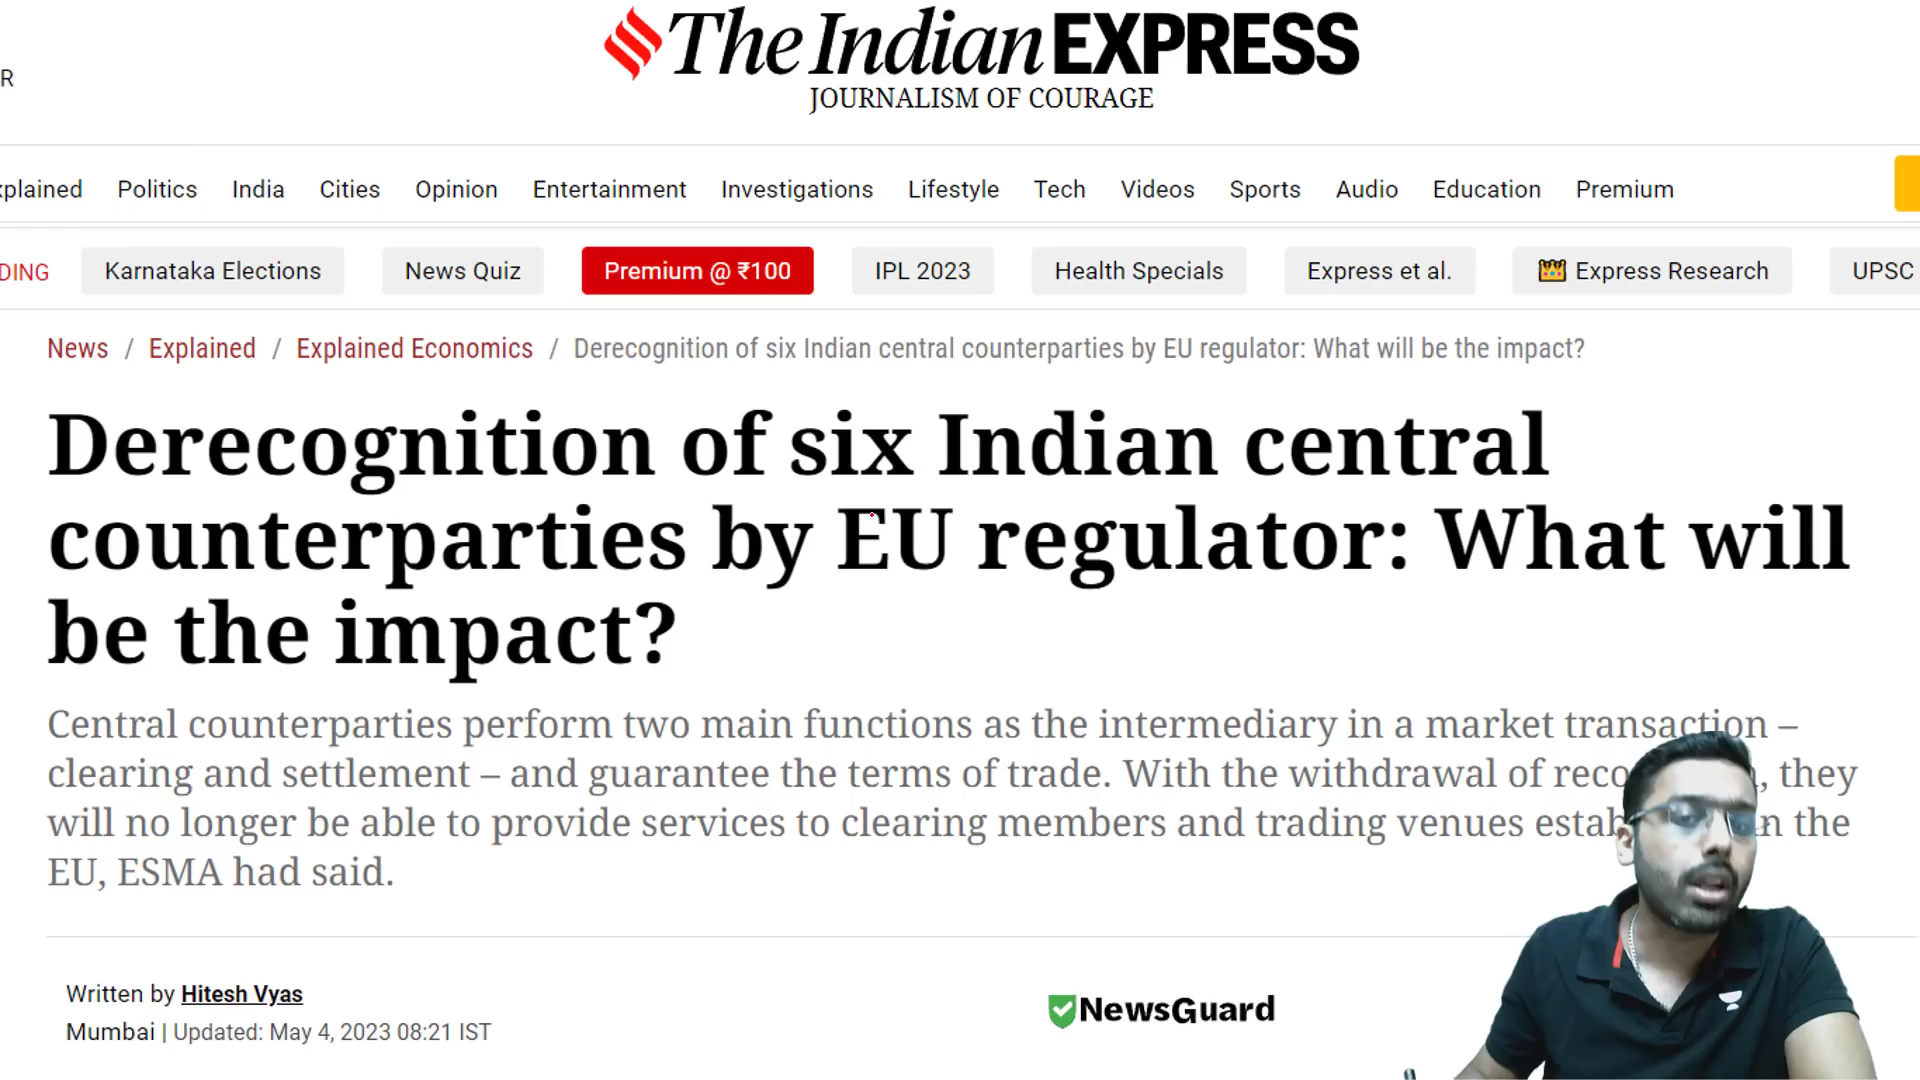 The Indian EXPRESS
JOURNALISM OF COURAGE
R
xplained Politics India Cities Opinion Entertainment Investigations Lifestyle Tech Videos Sports Audio Education Premium
DING Karnataka Elections News Quiz Premium @ ₹100 IPL 2023 Health Specials Express et al. Express Research UPSC
News / Explained / Explained Economics / Derecognition of six Indian central counterparties by EU regulator: What will be the impact?
Derecognition of six Indian central
counterparties by EU regulator: What will
be the impact?
Central counterparties perform two main functions as the intermediary in a market transaction –
clearing and settlement – and guarantee the terms of trade. With the withdrawal of reco , they
will no longer be able to provide services to clearing members and trading venues estab n the
EU, ESMA had said.
Written by Hitesh Vyas
Mumbai | Updated: May 4, 2023 08:21 IST
NewsGuard